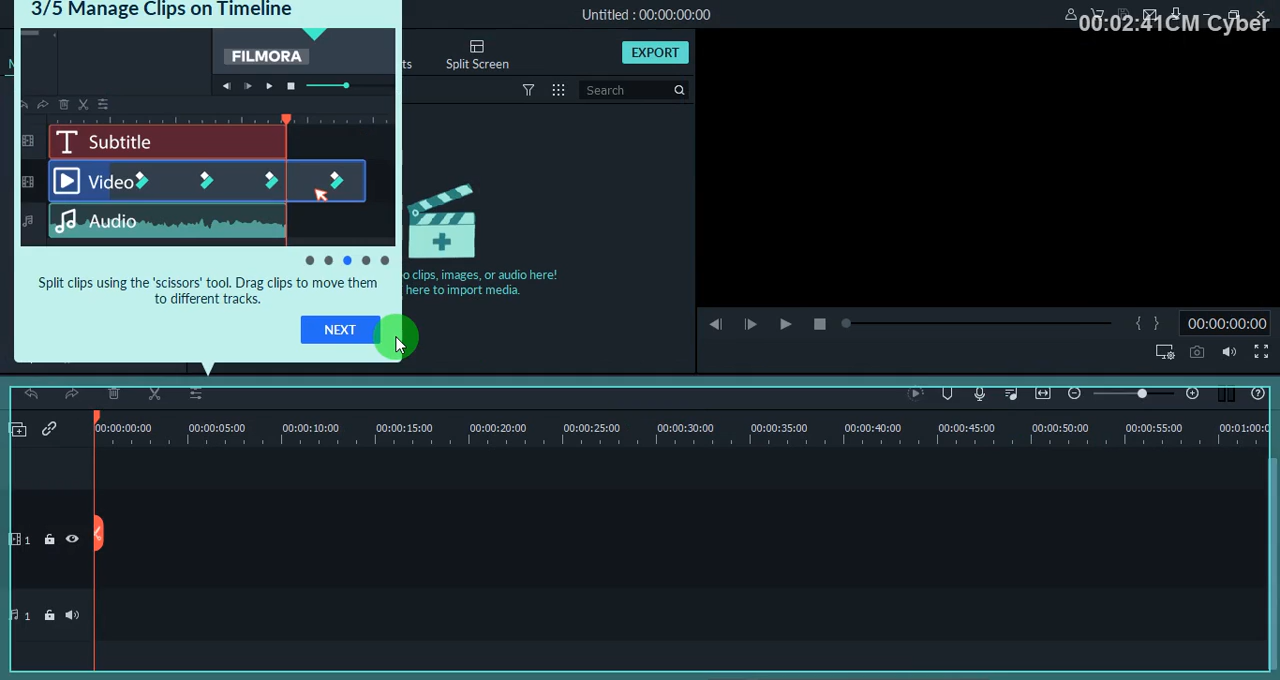 3/5 Manage Clips on Timeline
Untitled : 00:00:00:00
00:02:41CM Cyber
FILMORA
Split Screen
EXPORT
Search
Subtitle
Video
Audio
o clips, images, or audio here!
here to import media.
Split clips using the 'scissors' tool. Drag clips to move them
to different tracks.
NEXT
{ }
00:00:00:00
00:00:00:00 00:00:05:00 00:00:10:00 00:00:15:00 00:00:20:00 00:00:25:00 00:00:30:00 00:00:35:00 00:00:40:00 00:00:45:00 00:00:50:00 00:00:55:00 00:01:00:0
1
1